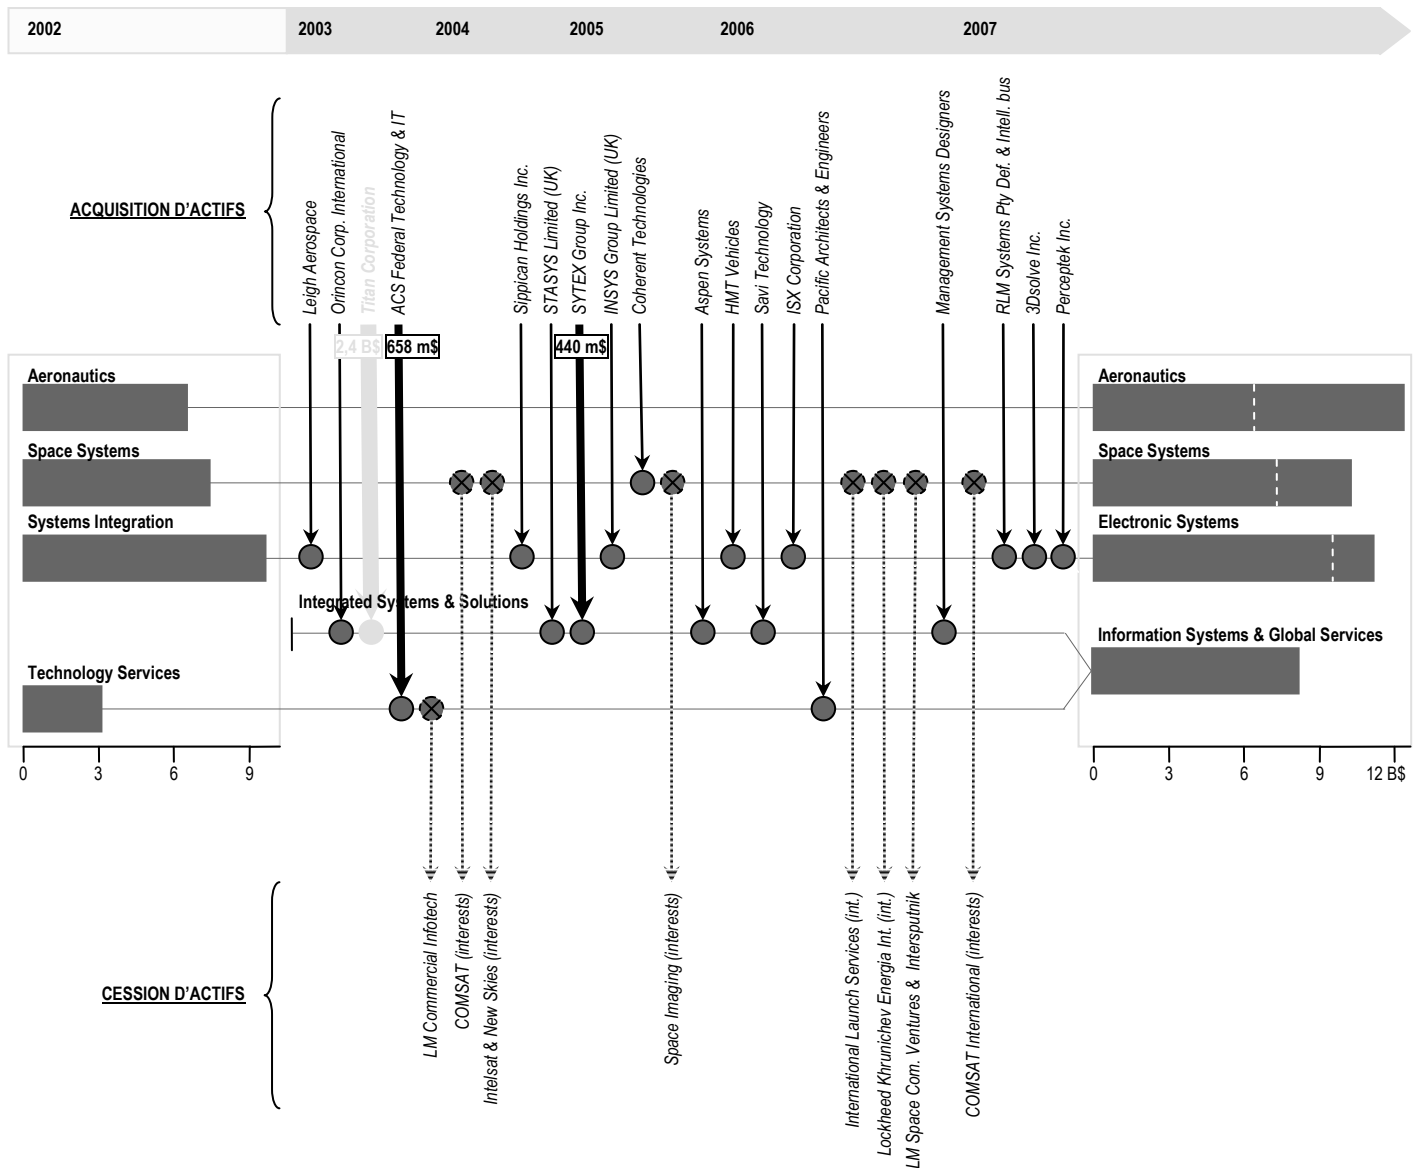 2002
2003
2004
2005
2006
2007
ACQUISITION D'ACTIFS
Leigh Aerospace
Orincon Corp. International
Titan Corporation
ACS Federal Technology & IT
Sippican Holdings Inc.
STASYS Limited (UK)
SYTEX Group Inc.
INSYS Group Limited (UK)
Coherent Technologies
Aspen Systems
HMT Vehicles
Savi Technology
ISX Corporation
Pacific Architects & Engineers
Management Systems Designers
RLM Systems Pty Def. & Intell. bus
3Dsolve Inc.
Perceptek Inc.
2,4 B$
658 m$
440 m$
Aeronautics
Space Systems
Systems Integration
Integrated Systems & Solutions
Technology Services
0
3
6
9
Aeronautics
Space Systems
Electronic Systems
Information Systems & Global Services
0
3
6
9
12 B$
CESSION D'ACTIFS
LM Commercial Infotech
COMSAT (interests)
Intelsat & New Skies (interests)
Space Imaging (interests)
International Launch Services (int.)
Lockheed Khrunichev Energia Int. (int.)
LM Space Com. Ventures & Intersputnik
COMSAT International (interests)